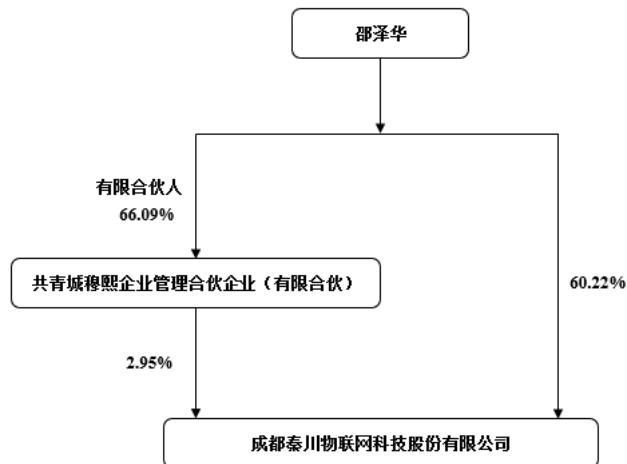 邵泽华
有限合伙人
66.09%
共青城穆熙企业管理合伙企业（有限合伙）
60.22%
2.95%
成都秦川物联网科技股份有限公司